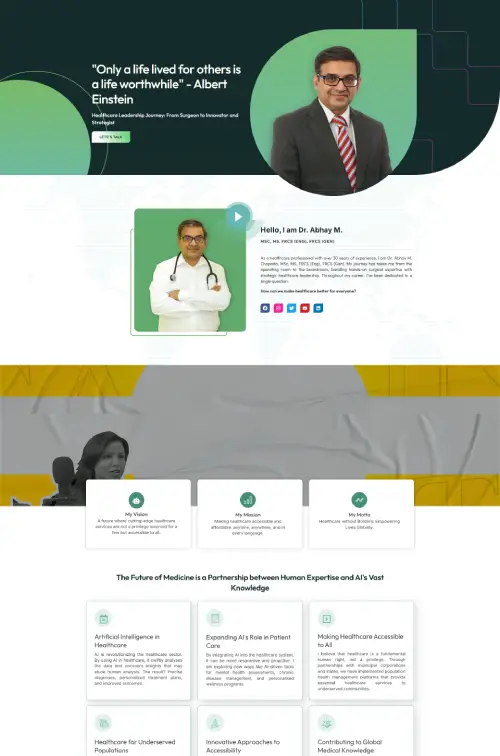 "Only a life lived for others is
a life worthwhile" - Albert
Einstein
Healthcare Leadership Journey: From Surgeon to Innovator and
Strategist
LET'S TALK
Hello, I am Dr. Abhay M.
MSC, MS, FRCS (ENG), FRCS (GEN)
As a healthcare professional with over 30 years of experience, I am Dr. Abhay M.
Chopada, MSc, MS, FRCS (Eng), FRCS (Gen). My journey has taken me from the
operating room to the boardroom, blending hands-on surgical expertise with
strategic healthcare leadership. Throughout my career, I've been dedicated to a
single question:
How can we make healthcare better for everyone?
My Vision
A future where cutting-edge healthcare
services are not a privilege reserved for a
few but accessible to all.
My Mission
Making healthcare accessible and
affordable, anytime, anywhere, and in
every language.
My Motto
Healthcare without Borders: Empowering
Lives Globally.
The Future of Medicine is a Partnership between Human Expertise and AI's Vast
Knowledge
Artificial Intelligence in
Healthcare
AI is revolutionizing the healthcare sector.
By using AI in healthcare, it swiftly analyzes
the data and uncovers insights that may
elude human analysis. The result? Precise
diagnoses, personalized treatment plans,
and improved outcomes.
Expanding AI's Role in Patient
Care
By integrating AI into the healthcare system,
it can be more responsive and proactive. I
am exploring new ways like AI-driven tools
for mental health assessments, chronic
disease management, and personalized
wellness programs.
Making Healthcare Accessible
to All
I believe that healthcare is a fundamental
human right, not a privilege. Through
partnerships with municipal corporations
and states, we have implemented population
health management platforms that provide
essential healthcare services to
underserved communities.
Healthcare for Underserved
Populations
Innovative Approaches to
Accessibility
Contributing to Global
Medical Knowledge